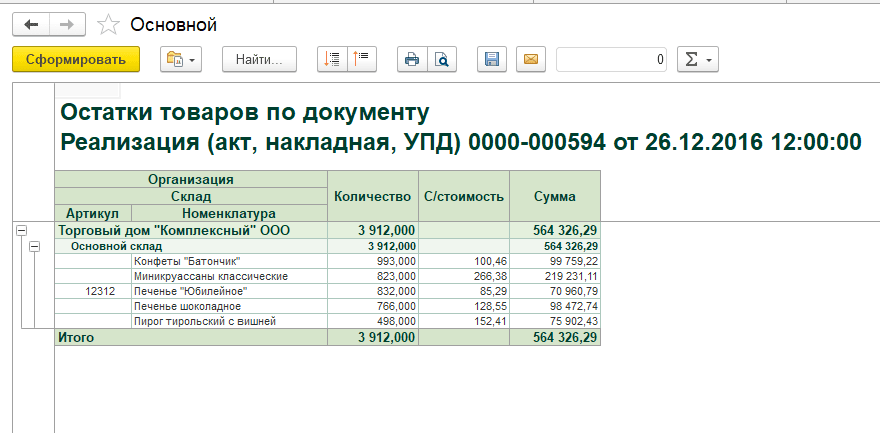 Основной
Сформировать Найти... 0 Σ
Остатки товаров по документу
Реализация (акт, накладная, УПД) 0000-000594 от 26.12.2016 12:00:00
Организация
Склад Количество С/стоимость Сумма
Артикул Номенклатура
Торговый дом "Комплексный" ООО 3 912,000 564 326,29
Основной склад 3 912,000 564 326,29
Конфеты "Батончик" 993,000 100,46 99 759,22
Миникруассаны классические 823,000 266,38 219 231,11
12312 Печенье "Юбилейное" 832,000 85,29 70 960,79
Печенье шоколадное 766,000 128,55 98 472,74
Пирог тирольский с вишней 498,000 152,41 75 902,43
Итого 3 912,000 564 326,29